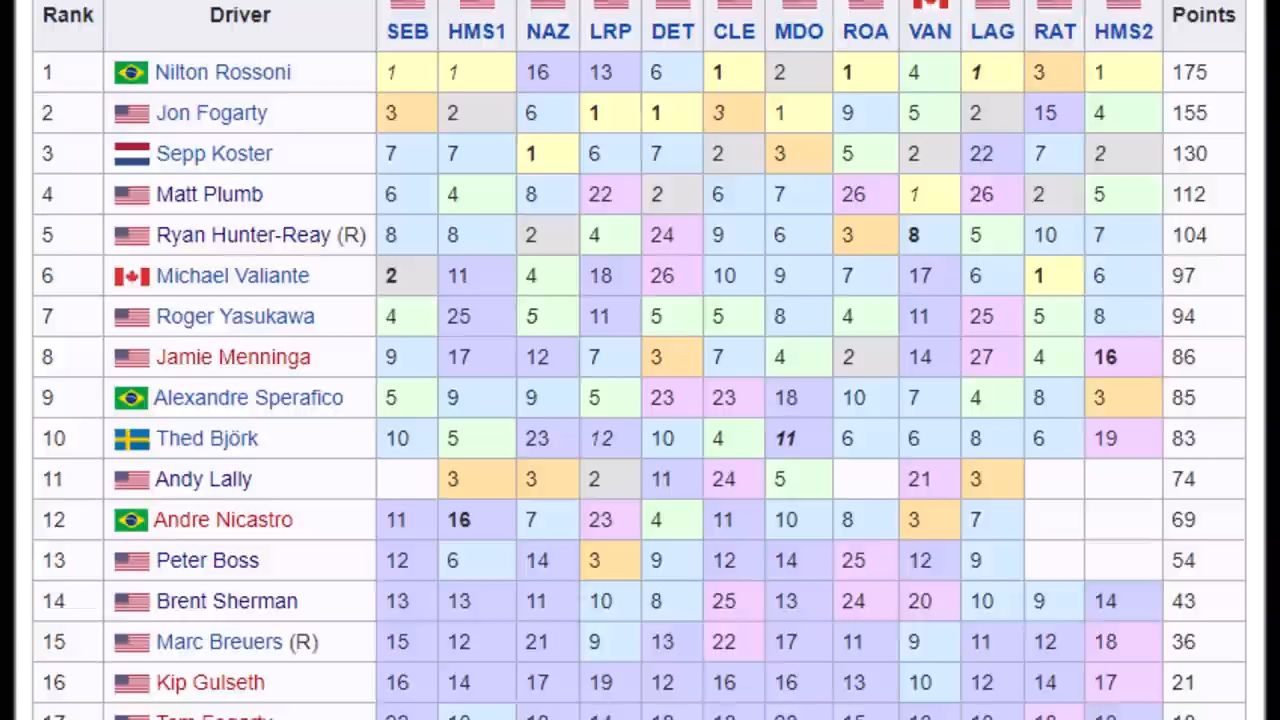 Rank Driver SEB HMS1 NAZ LRP DET CLE MDO ROA VAN LAG RAT HMS2 Points
1 Nilton Rossoni 1 1 16 13 6 1 2 1 4 1 3 1 175
2 Jon Fogarty 3 2 6 1 1 3 1 9 5 2 15 4 155
3 Sepp Koster 7 7 1 6 7 2 3 5 2 22 7 2 130
4 Matt Plumb 6 4 8 22 2 6 7 26 1 26 2 5 112
5 Ryan Hunter-Reay (R) 8 8 2 4 24 9 6 3 8 5 10 7 104
6 Michael Valiante 2 11 4 18 26 10 9 7 17 6 1 6 97
7 Roger Yasukawa 4 25 5 11 5 5 8 4 11 25 5 8 94
8 Jamie Menninga 9 17 12 7 3 7 4 2 14 27 4 16 86
9 Alexandre Sperafico 5 9 9 5 23 23 18 10 7 4 8 3 85
10 Thed Björk 10 5 23 12 10 4 11 6 6 8 6 19 83
11 Andy Lally 3 3 2 11 24 5 21 3 74
12 Andre Nicastro 11 16 7 23 4 11 10 8 3 7 69
13 Peter Boss 12 6 14 3 9 12 14 25 12 9 54
14 Brent Sherman 13 13 11 10 8 25 13 24 20 10 9 14 43
15 Marc Breuers (R) 15 12 21 9 13 22 17 11 9 11 12 18 36
16 Kip Gulseth 16 14 17 19 12 16 16 13 10 12 14 17 21